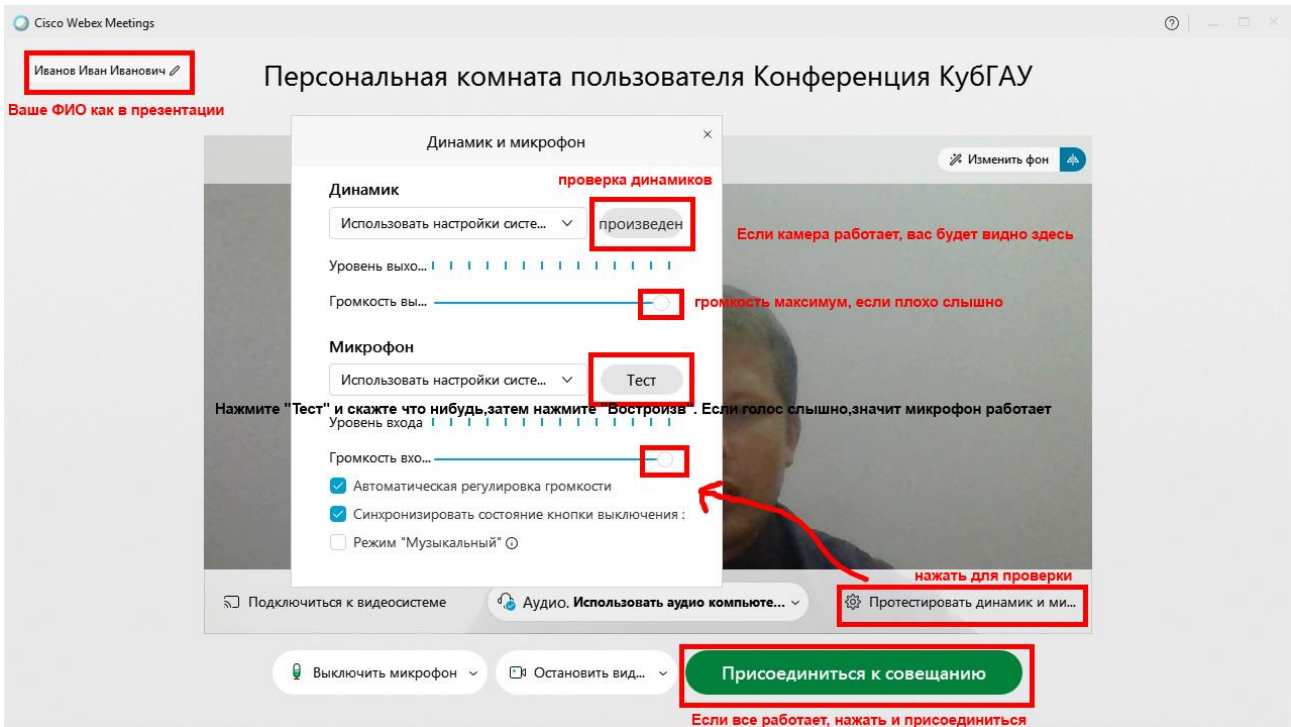 Cisco Webex Meetings
Иванов Иван Иванович
Персональная комната пользователя Конференция КубГАУ
Ваше ФИО как в презентации
Динамик и микрофон
Изменить фон
проверка динамиков
Динамик
Использовать настройки систе...
произведен
Если камера работает, вас будет видно здесь
Уровень выхо...
Громкость вы...
громкость максимум, если плохо слышно
Микрофон
Использовать настройки систе...
Тест
Нажмите "Тест" и скажте что нибудь,затем нажмите "Востроизв". Если голос слышно,значит микрофон работает
Уровень входа
Громкость вхо...
Автоматическая регулировка громкости
Синхронизировать состояние кнопки выключения :
Режим "Музыкальный"
нажать для проверки
Подключиться к видеосистеме
Аудио. Использовать аудио компьюте...
Протестировать динамик и ми...
Выключить микрофон
Остановить вид...
Присоединиться к совещанию
Если все работает, нажать и присоединиться